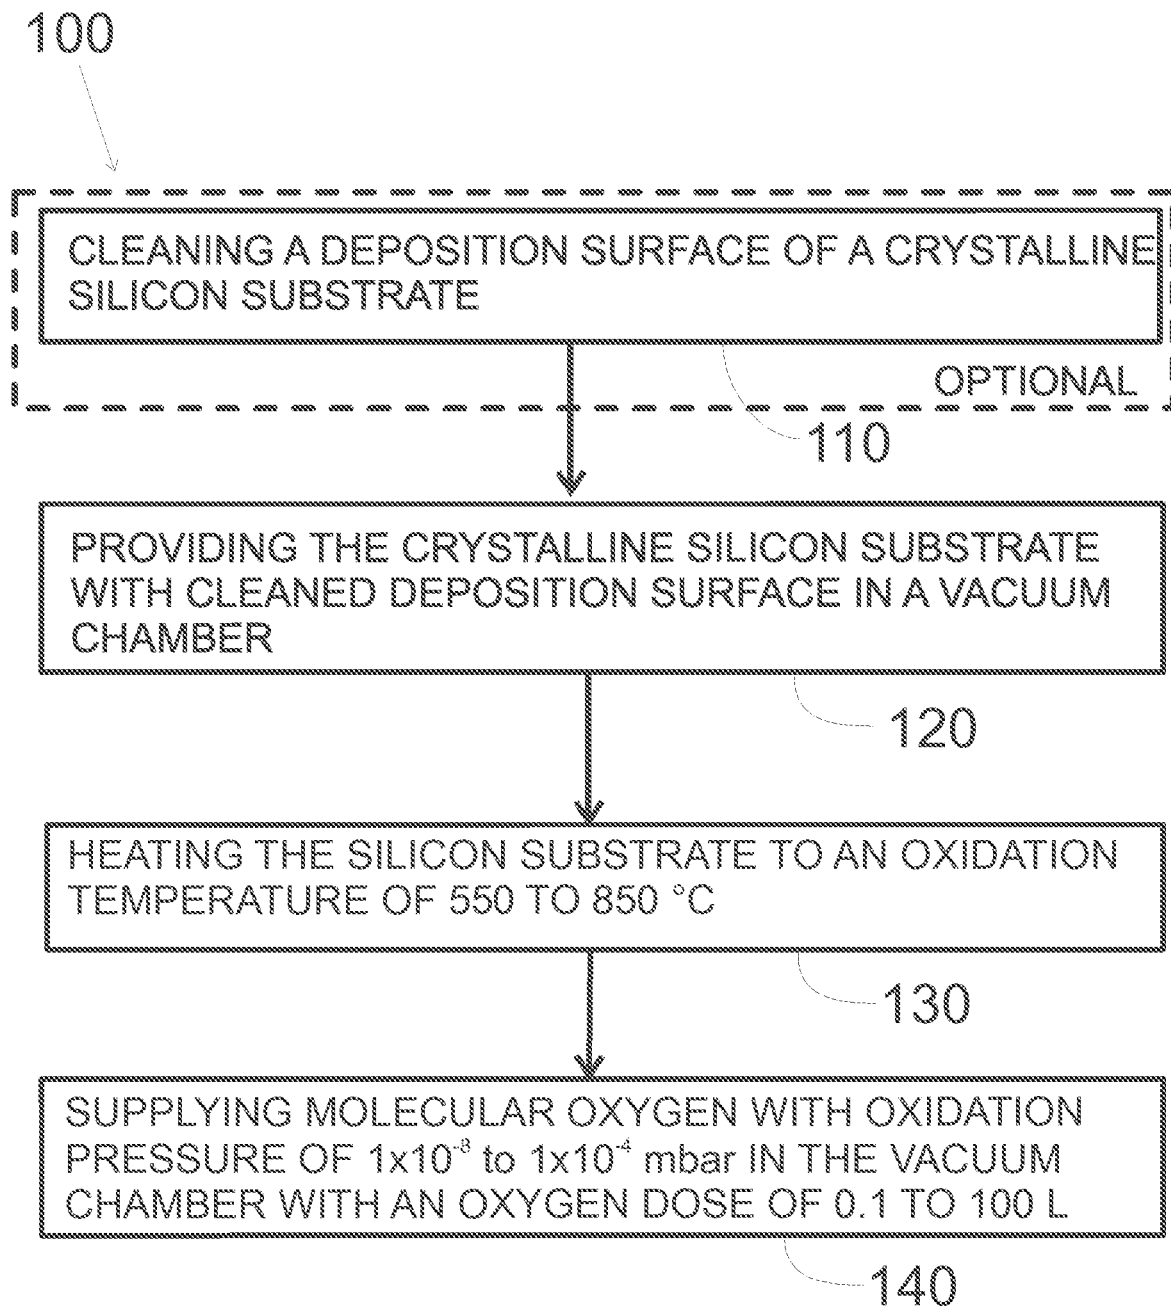 100
CLEANING A DEPOSITION SURFACE OF A CRYSTALLINE
SILICON SUBSTRATE
OPTIONAL
110
PROVIDING THE CRYSTALLINE SILICON SUBSTRATE
WITH CLEANED DEPOSITION SURFACE IN A VACUUM
CHAMBER
120
HEATING THE SILICON SUBSTRATE TO AN OXIDATION
TEMPERATURE OF 550 TO 850 °C
130
SUPPLYING MOLECULAR OXYGEN WITH OXIDATION
PRESSURE OF 1x10⁻⁸ to 1x10⁻⁴ mbar IN THE VACUUM
CHAMBER WITH AN OXYGEN DOSE OF 0.1 TO 100 L
140